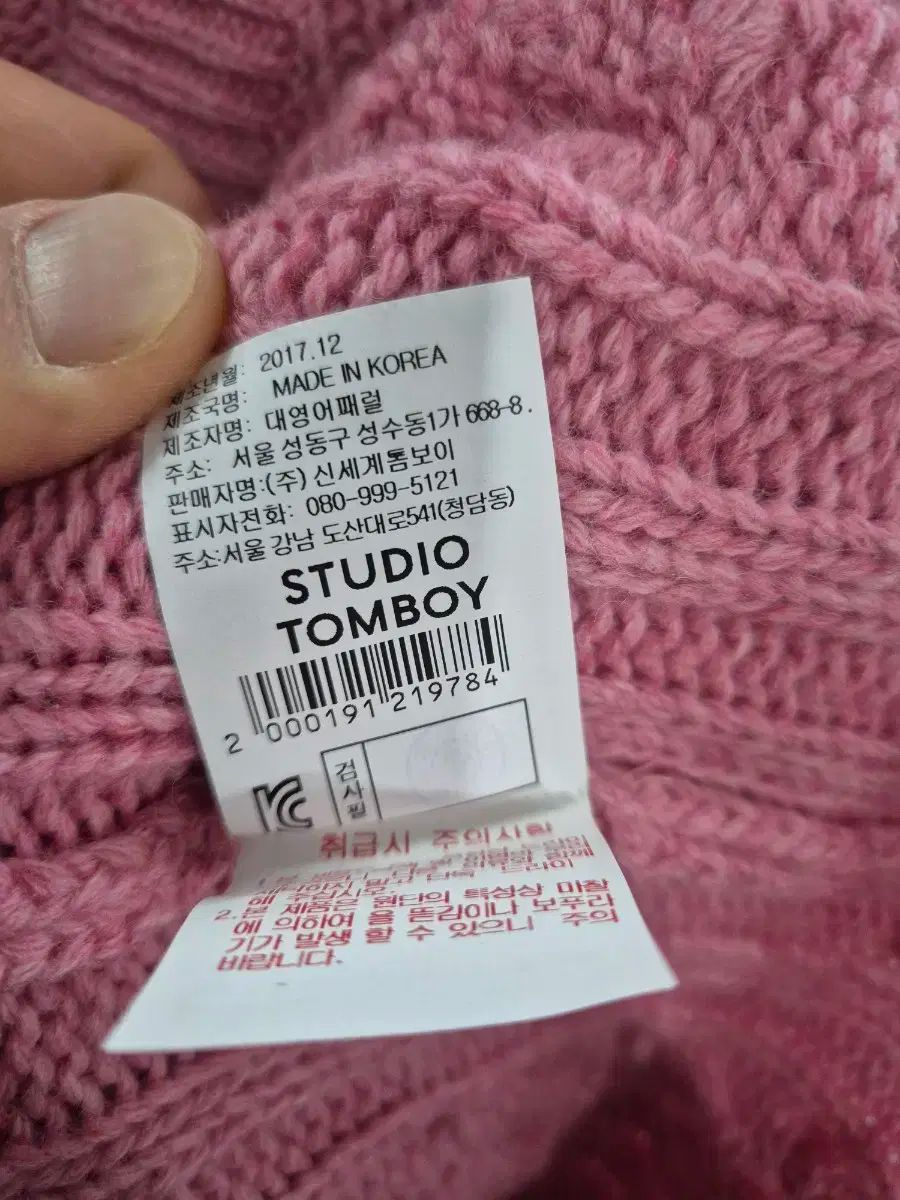 제조년월: 2017.12
제조국명: MADE IN KOREA
제조자명: 대영어패럴
주소: 서울 성동구 성수동1가 668-8.
판매자명:(주) 신세계톰보이
표시자전화: 080-999-5121
주소:서울 강남 도산대로541(청담동)
STUDIO
TOMBOY
2 000191 219784
검사필
취급시 주의사항
2.본 제품은 원단의 특성상 마찰
에 의하여 올 뜯김이나 보푸라
기가 발생 할 수 있으니 주의
바랍니다.